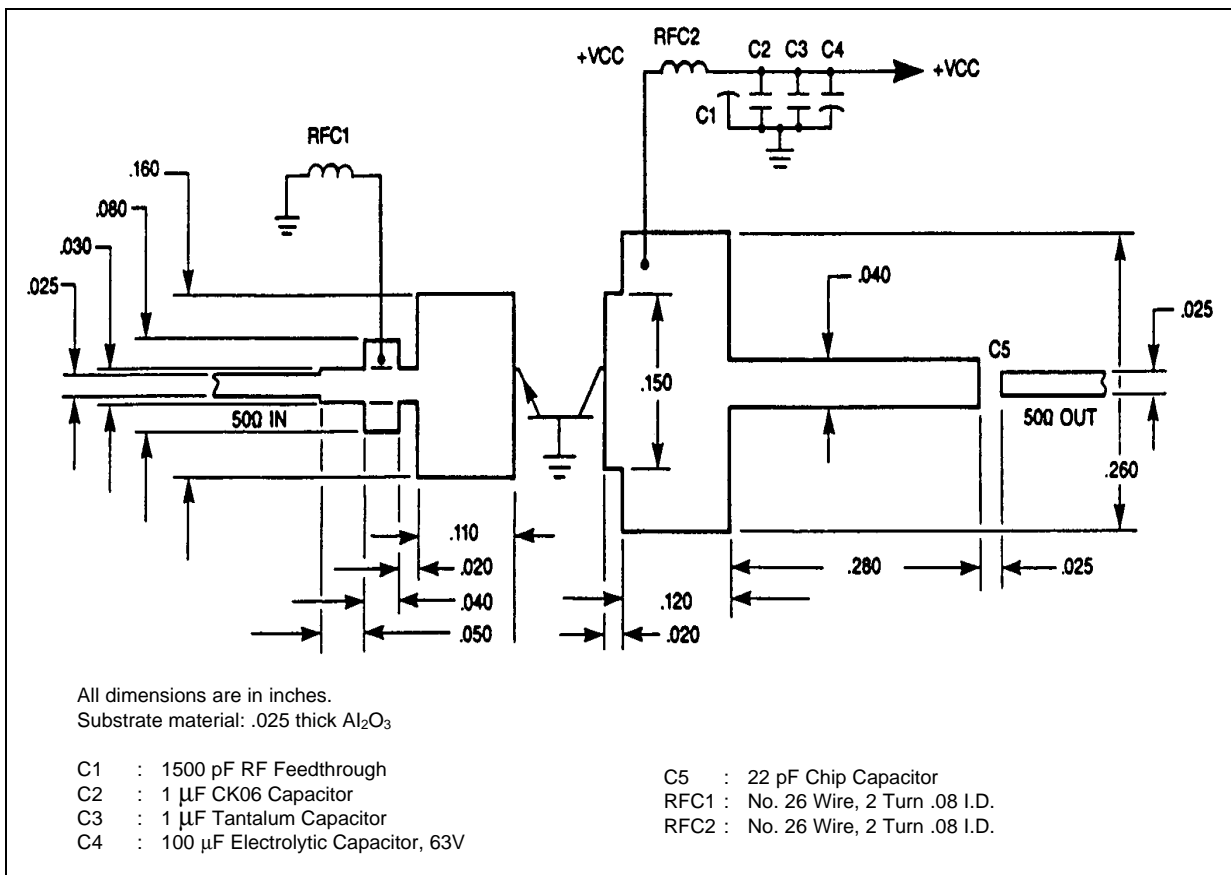 RFC2
+VCC
C2 C3 C4
+VCC
C1
RFC1
.160
.080
.030
.025
.040
.025
C5
.150
50Ω IN
50Ω OUT
.260
.110
.020
.280
.025
.040
.120
.050
.020
All dimensions are in inches.
Substrate material: .025 thick Al₂O₃
C1 : 1500 pF RF Feedthrough
C2 : 1 μF CK06 Capacitor
C3 : 1 μF Tantalum Capacitor
C4 : 100 μF Electrolytic Capacitor, 63V
C5 : 22 pF Chip Capacitor
RFC1 : No. 26 Wire, 2 Turn .08 I.D.
RFC2 : No. 26 Wire, 2 Turn .08 I.D.